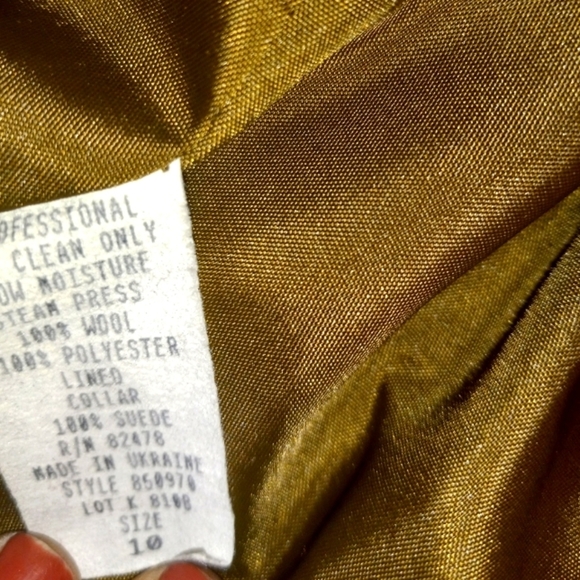 OFESSIONAL
CLEAN ONLY
OW MOISTURE
STEAM PRESS
100% WOOL
100% POLYESTER
LINED
COLLAR
100% SUEDE
R/N 82478
MADE IN UKRAINE
STYLE 850970
LOT K 8100
SIZE
10